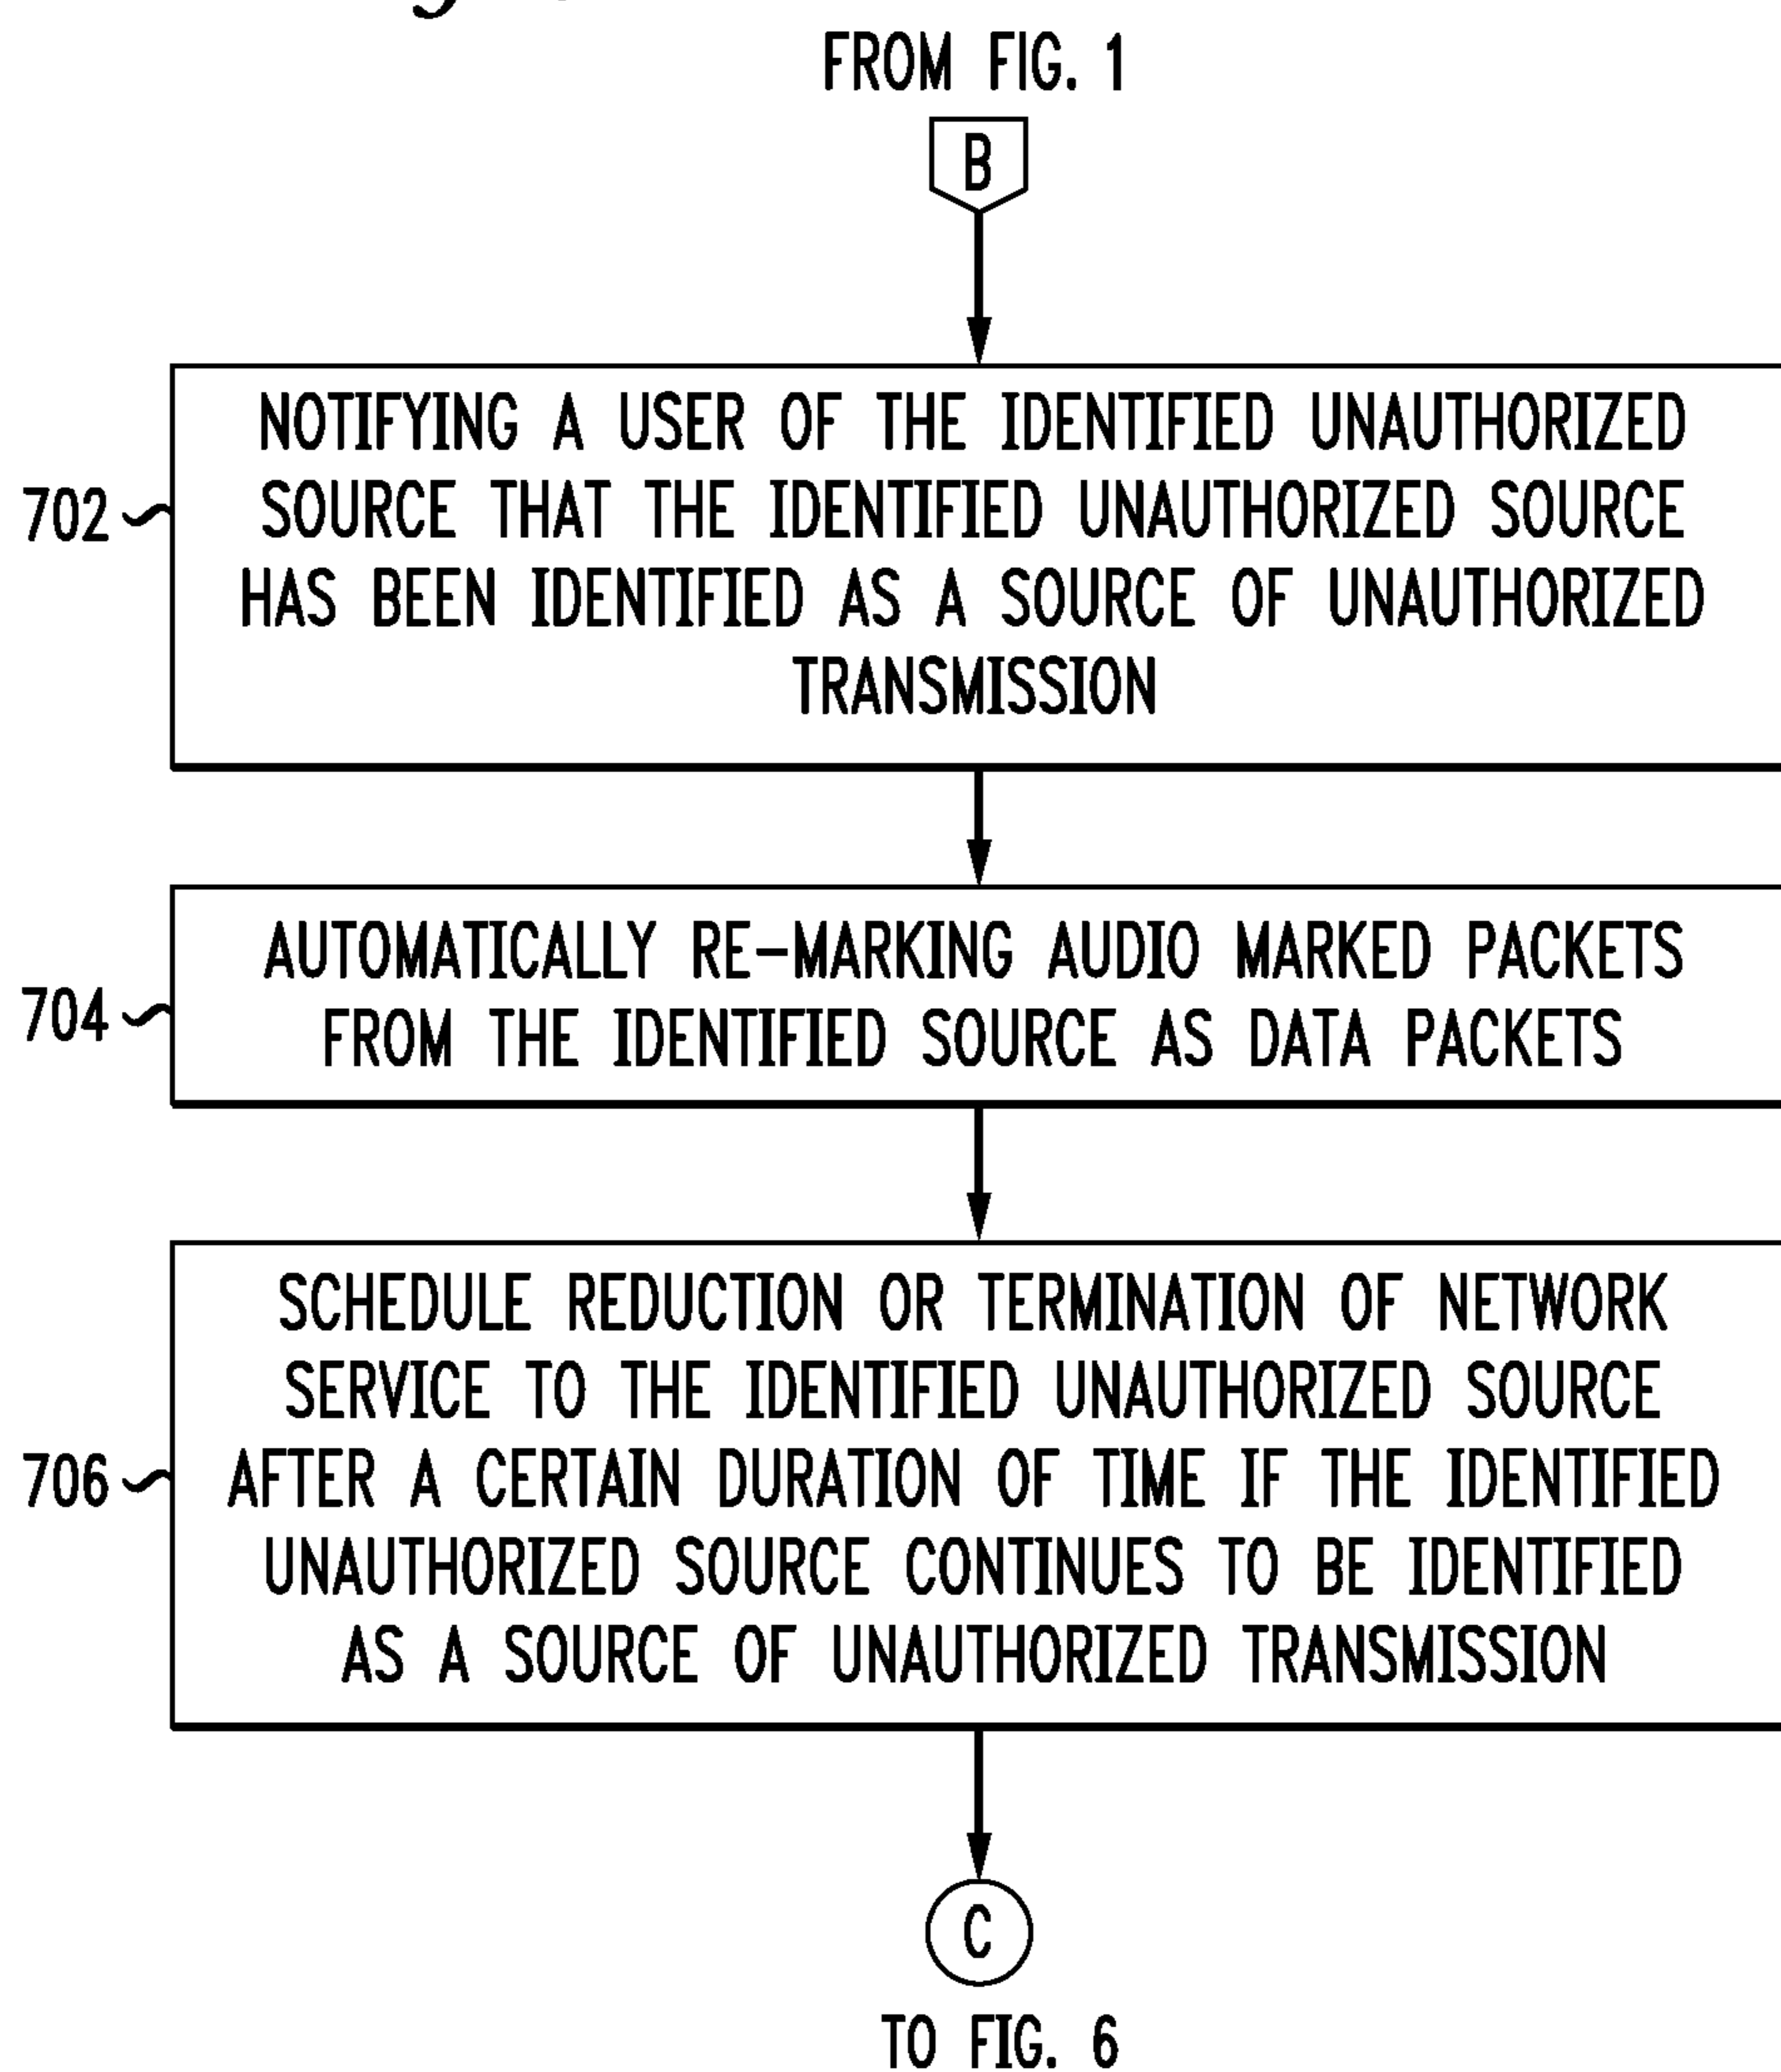 FROM FIG. 1
B
NOTIFYING A USER OF THE IDENTIFIED UNAUTHORIZED
SOURCE THAT THE IDENTIFIED UNAUTHORIZED SOURCE
HAS BEEN IDENTIFIED AS A SOURCE OF UNAUTHORIZED
TRANSMISSION
702
AUTOMATICALLY RE-MARKING AUDIO MARKED PACKETS
FROM THE IDENTIFIED SOURCE AS DATA PACKETS
704
SCHEDULE REDUCTION OR TERMINATION OF NETWORK
SERVICE TO THE IDENTIFIED UNAUTHORIZED SOURCE
AFTER A CERTAIN DURATION OF TIME IF THE IDENTIFIED
UNAUTHORIZED SOURCE CONTINUES TO BE IDENTIFIED
AS A SOURCE OF UNAUTHORIZED TRANSMISSION
706
C
TO FIG. 6